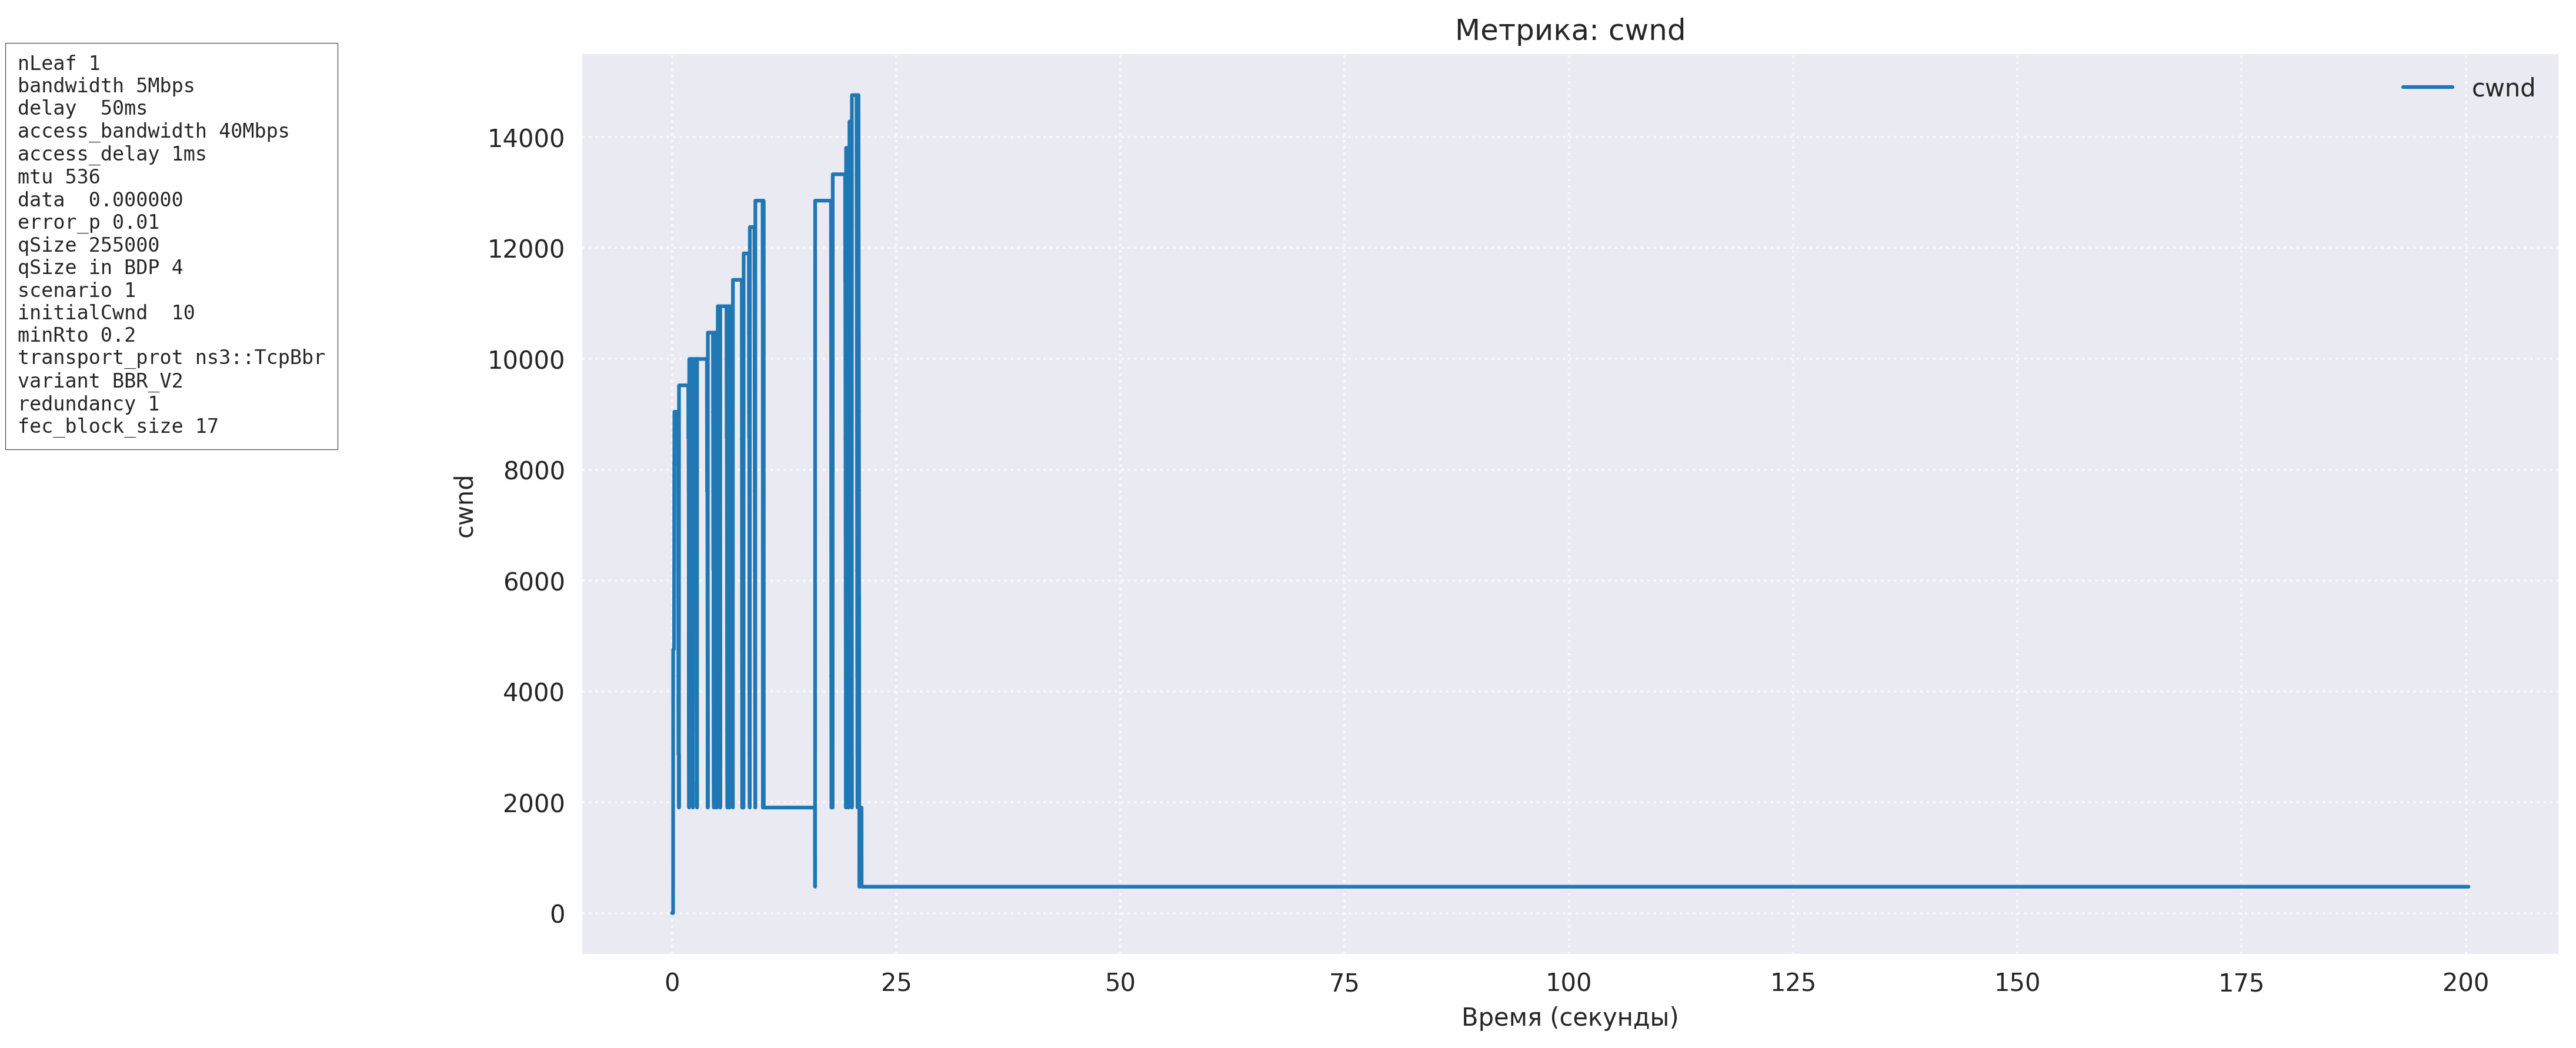 Метрика: cwnd
nLeaf 1
bandwidth 5Mbps
delay  50ms
access_bandwidth 40Mbps
access_delay 1ms
mtu 536
data  0.000000
error_p 0.01
qSize 255000
qSize in BDP 4
scenario 1
initialCwnd  10
minRto 0.2
transport_prot ns3::TcpBbr
variant BBR_V2
redundancy 1
fec_block_size 17
cwnd
14000
12000
10000
8000
6000
4000
2000
0
cwnd
0 25 50 75 100 125 150 175 200
Время (секунды)